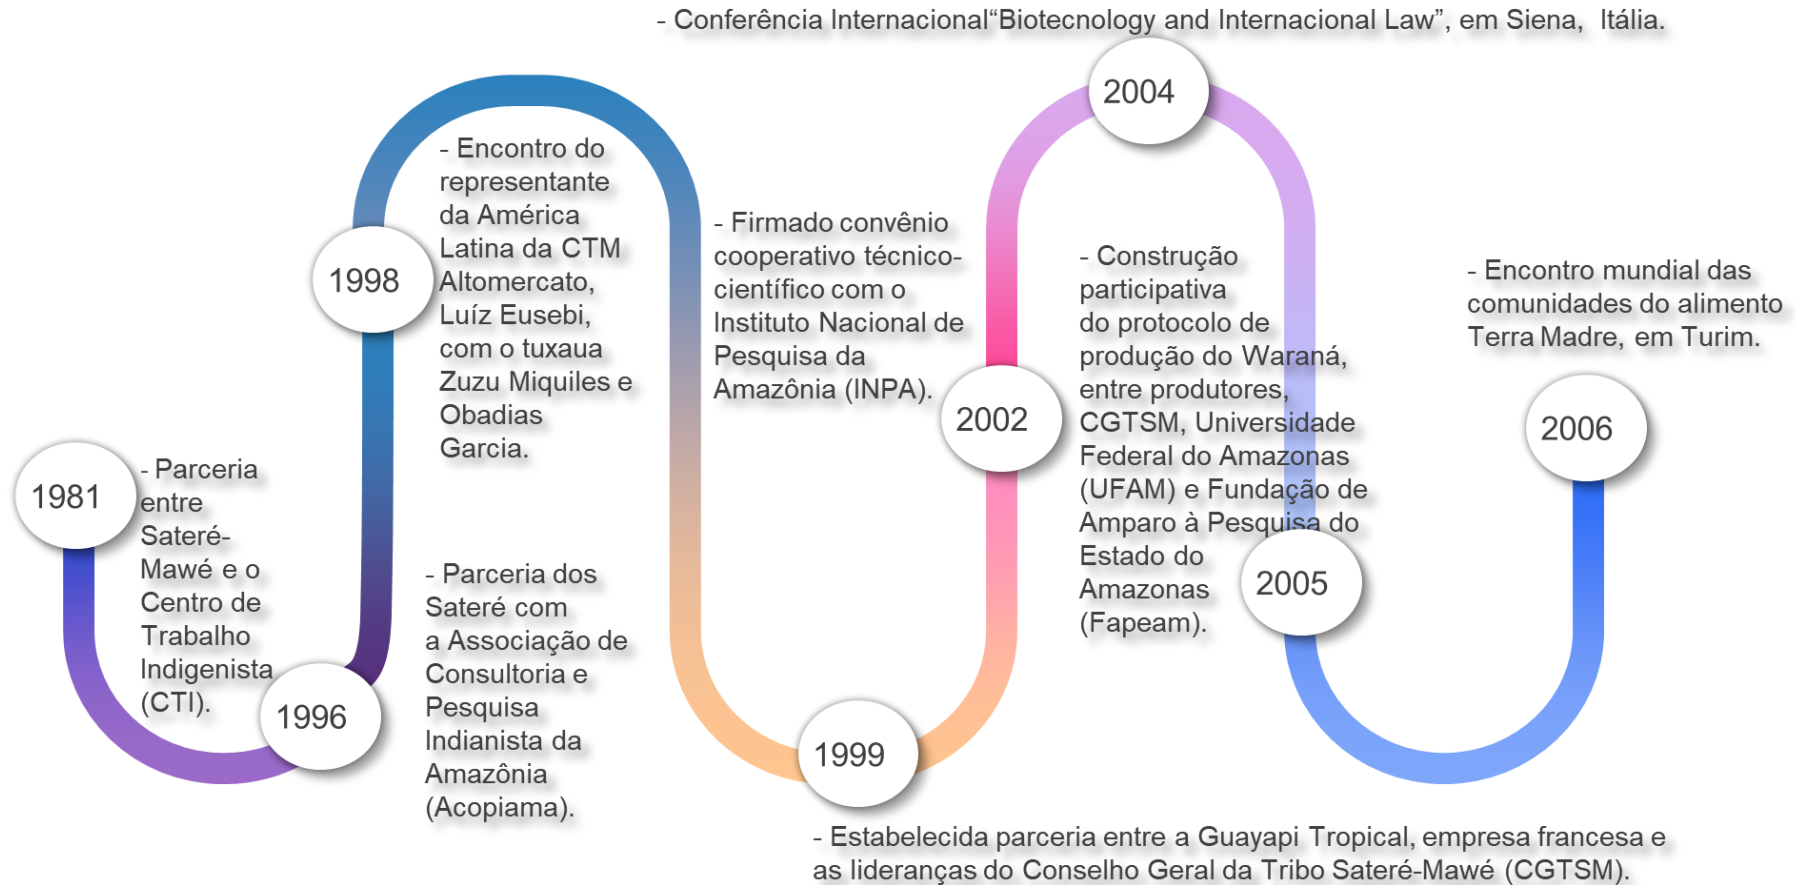 1981
- Parceria
entre
Sateré-
Mawé e o
Centro de
Trabalho
Indigenista
(CTI).
1996
- Parceria dos
Sateré com
a Associação de
Consultoria e
Pesquisa
Indianista da
Amazônia
(Acopiama).
1998
- Encontro do
representante
da América
Latina da CTM
Altomercato,
Luíz Eusebi,
com o tuxaua
Zuzu Miquiles e
Obadias
Garcia.
1999
- Estabelecida parceria entre a Guayapi Tropical, empresa francesa e
as lideranças do Conselho Geral da Tribo Sateré-Mawé (CGTSM).
2002
- Firmado convênio
cooperativo técnico-
científico com o
Instituto Nacional de
Pesquisa da
Amazônia (INPA).
2004
- Conferência Internacional“Biotecnology and Internacional Law”, em Siena, Itália.
2005
- Construção
participativa
do protocolo de
produção do Waraná,
entre produtores,
CGTSM, Universidade
Federal do Amazonas
(UFAM) e Fundação de
Amparo à Pesquisa do
Estado do
Amazonas
(Fapeam).
2006
- Encontro mundial das
comunidades do alimento
Terra Madre, em Turim.